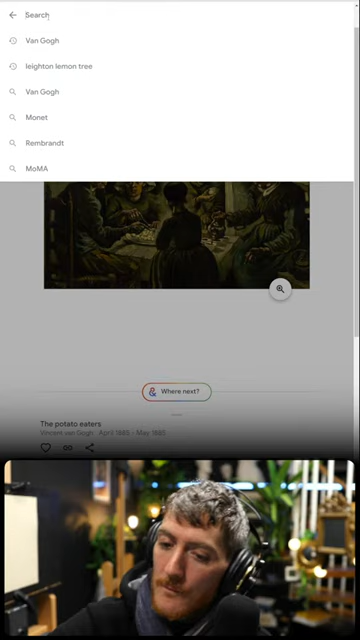 Search
Van Gogh
leighton lemon tree
Van Gogh
Monet
Rembrandt
MoMA
& Where next?
The potato eaters
Vincent van Gogh April 1885 - May 1885